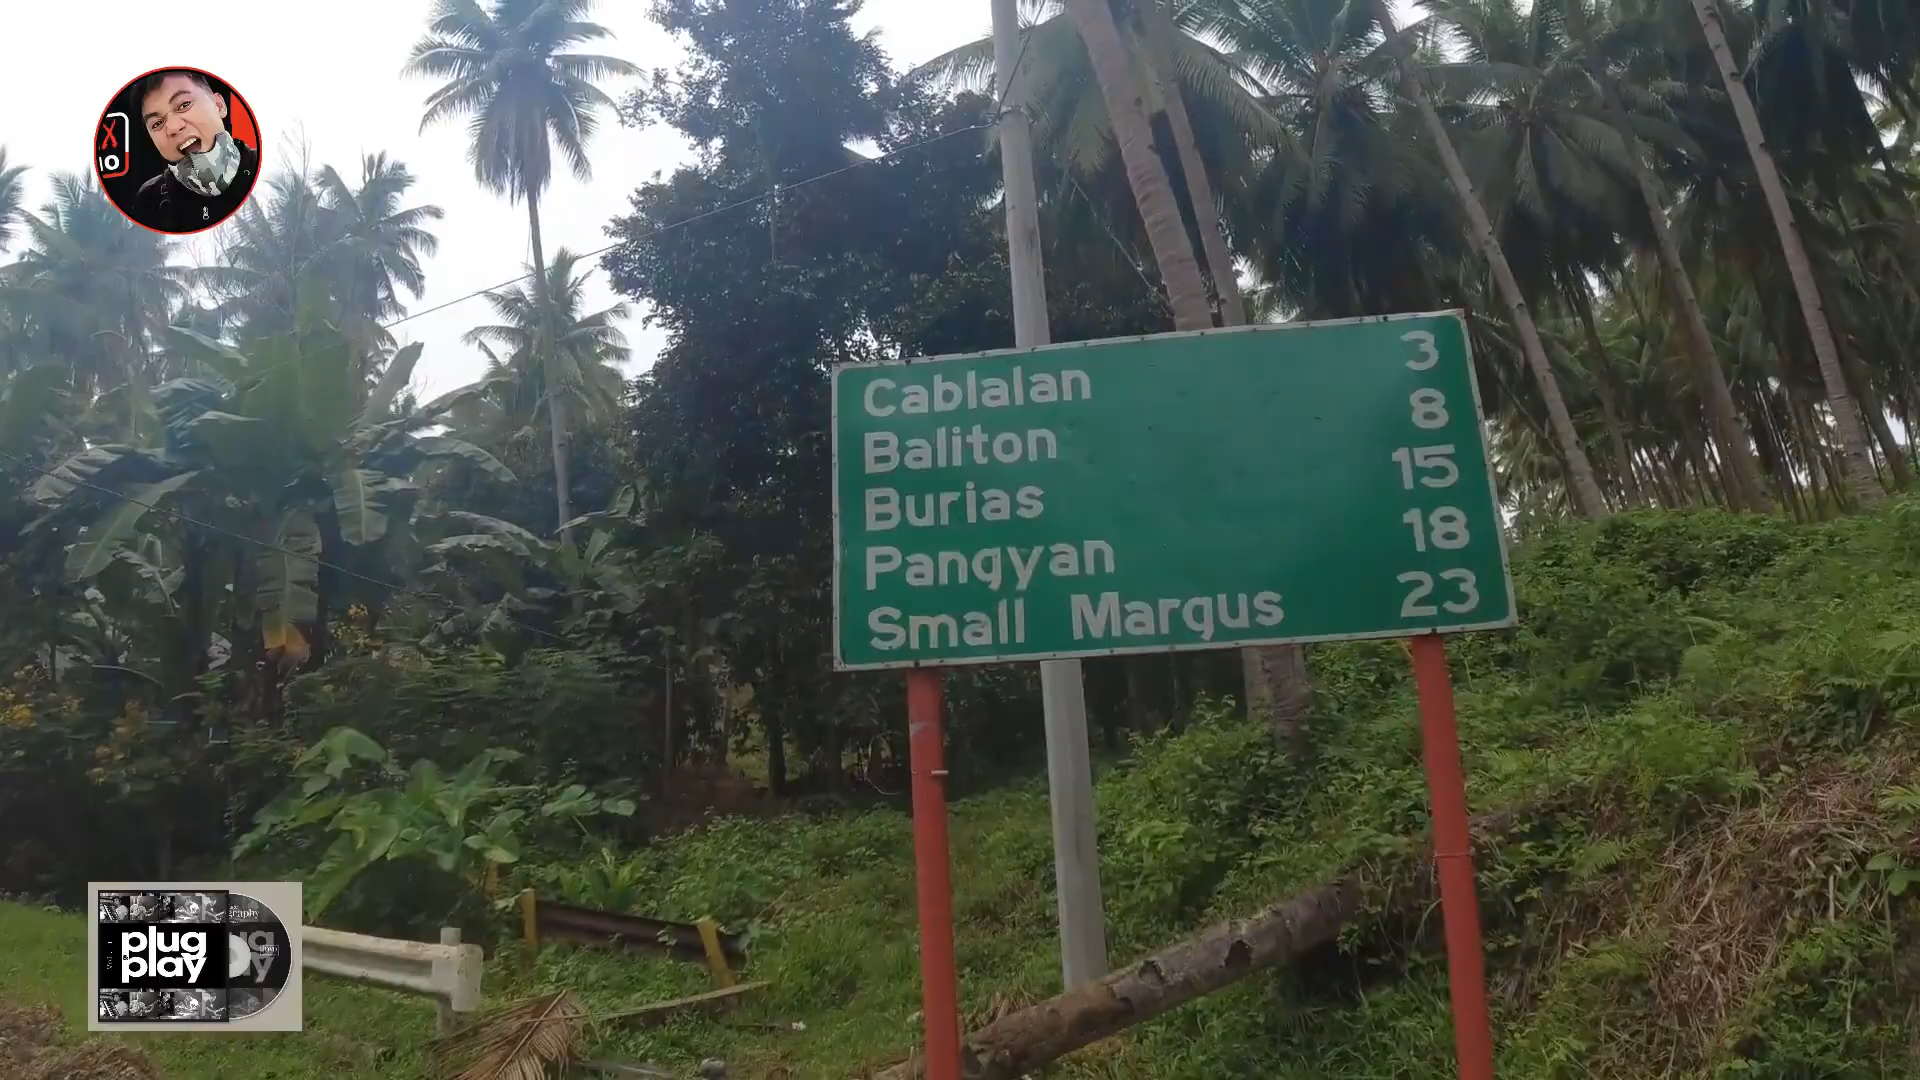 Cablalan 3
Baliton 8
Burias 15
Pangyan 18
Small Margus 23
plug
& play